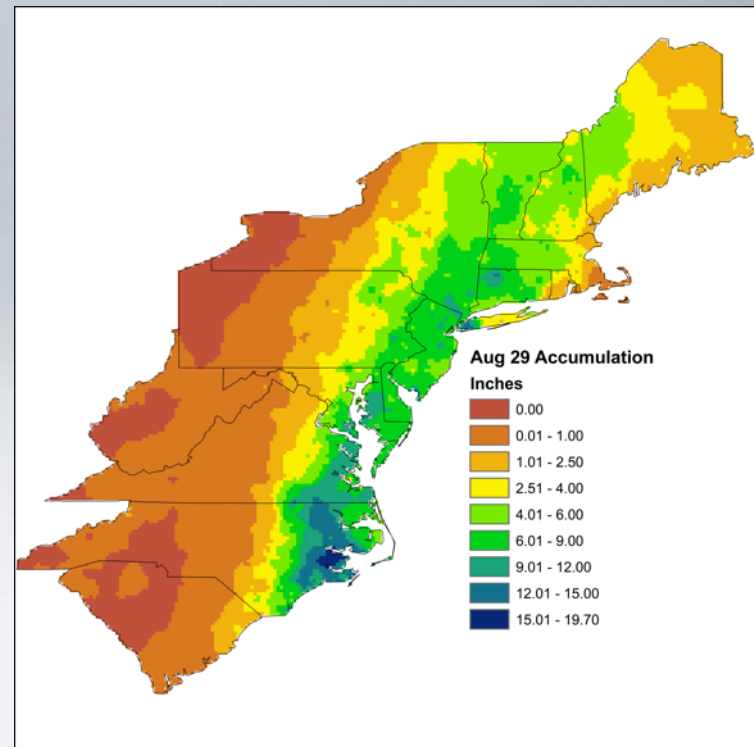 Aug 29 Accumulation
Inches
0.00
0.01 - 1.00
1.01 - 2.50
2.51 - 4.00
4.01 - 6.00
6.01 - 9.00
9.01 - 12.00
12.01 - 15.00
15.01 - 19.70